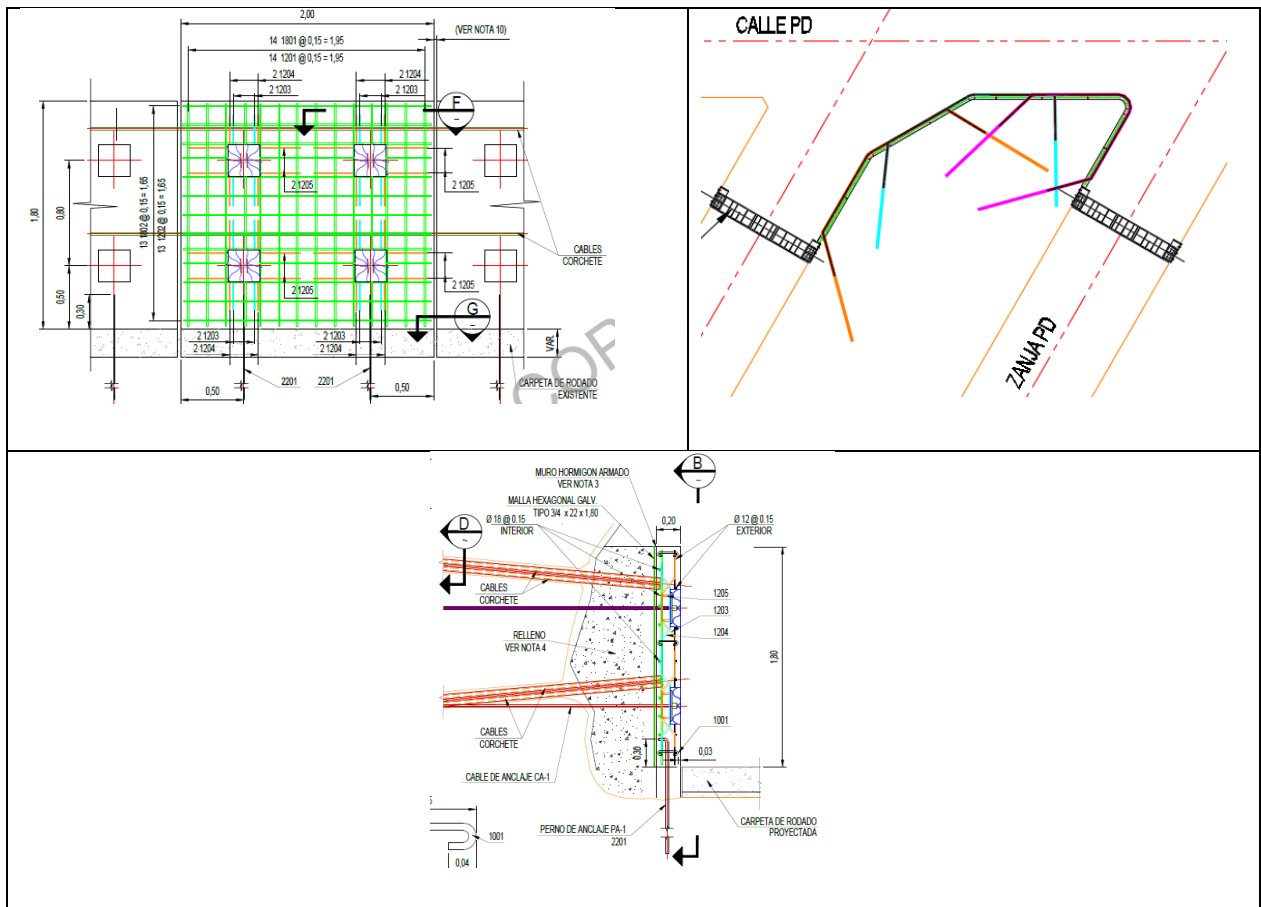 2,00
(VER NOTA 10)
14 1801 @ 0,15 = 1,95
14 1201 @ 0,15 = 1,95
2 1204
2 1204
2 1203
2 1203
F
-
1,80
0,80
0,50
0,30
13 1802 @ 0,15 = 1,65
13 1202 @ 0,15 = 1,65
2 1205
2 1205
CABLES
CORCHETE
2 1205
2 1205
G
-
2 1203
2 1204
2 1203
2 1204
VAR.
2201
2201
0,50
0,50
CARPETA DE RODADO
EXISTENTE
COP
CALLE PD
ZANJA PD
MURO HORMIGON ARMADO
VER NOTA 3
B
-
MALLA HEXAGONAL GALV.
TIPO 3/4 x 22 x 1,80
D
-
Ø 18 @ 0.15
INTERIOR
0,20
Ø 12 @ 0.15
EXTERIOR
CABLES
CORCHETE
1205
1203
1204
RELLENO
VER NOTA 4
1,80
CABLES
CORCHETE
1001
0,30
0,03
CABLE DE ANCLAJE CA-1
PERNO DE ANCLAJE PA-1
2201
CARPETA DE RODADO
PROYECTADA
1001
0,04